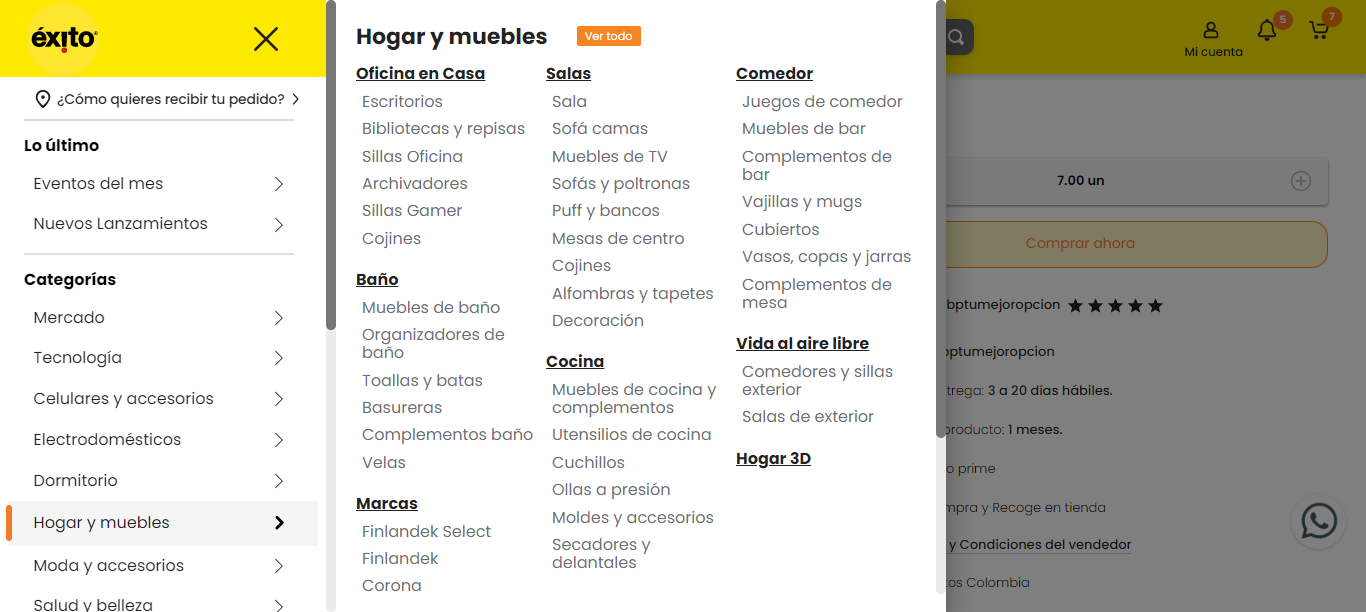 éxito
¿Cómo quieres recibir tu pedido?
Lo último
Eventos del mes
Nuevos Lanzamientos
Categorías
Mercado
Tecnología
Celulares y accesorios
Electrodomésticos
Dormitorio
Hogar y muebles
Moda y accesorios
Salud y belleza
Hogar y muebles
Ver todo
Oficina en Casa
Escritorios
Bibliotecas y repisas
Sillas Oficina
Archivadores
Sillas Gamer
Cojines
Baño
Muebles de baño
Organizadores de
baño
Toallas y batas
Basureras
Complementos baño
Velas
Marcas
Finlandek Select
Finlandek
Corona
Salas
Sala
Sofá camas
Muebles de TV
Sofás y poltronas
Puff y bancos
Mesas de centro
Cojines
Alfombras y tapetes
Decoración
Cocina
Muebles de cocina y
complementos
Utensilios de cocina
Cuchillos
Ollas a presión
Moldes y accesorios
Secadores y
delantales
Comedor
Juegos de comedor
Muebles de bar
Complementos de
bar
Vajillas y mugs
Cubiertos
Vasos, copas y jarras
Complementos de
mesa
Vida al aire libre
Comedores y sillas
exterior
Salas de exterior
Hogar 3D
Mi cuenta
5
7
7.00 un
Comprar ahora
bptumejoropcion
optumejoropcion
trega: 3 a 20 días hábiles.
producto: 1 meses.
o prime
mpra y Recoge en tienda
y Condiciones del vendedor
tos Colombia